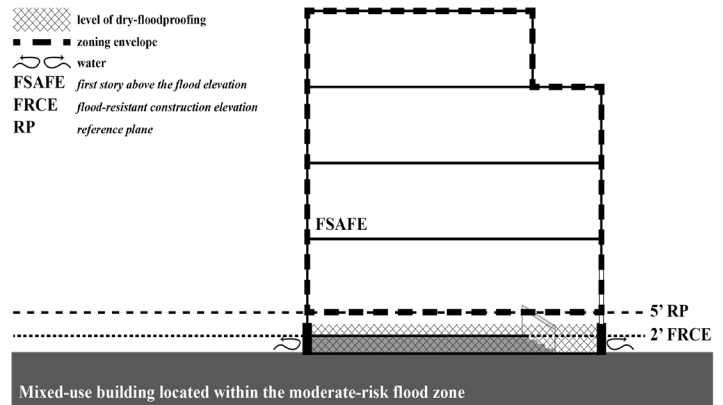 level of dry-floodproofing
zoning envelope
water
FSAFE first story above the flood elevation
FRCE flood-resistant construction elevation
RP reference plane
FSAFE
5’ RP
2’ FRCE
Mixed-use building located within the moderate-risk flood zone